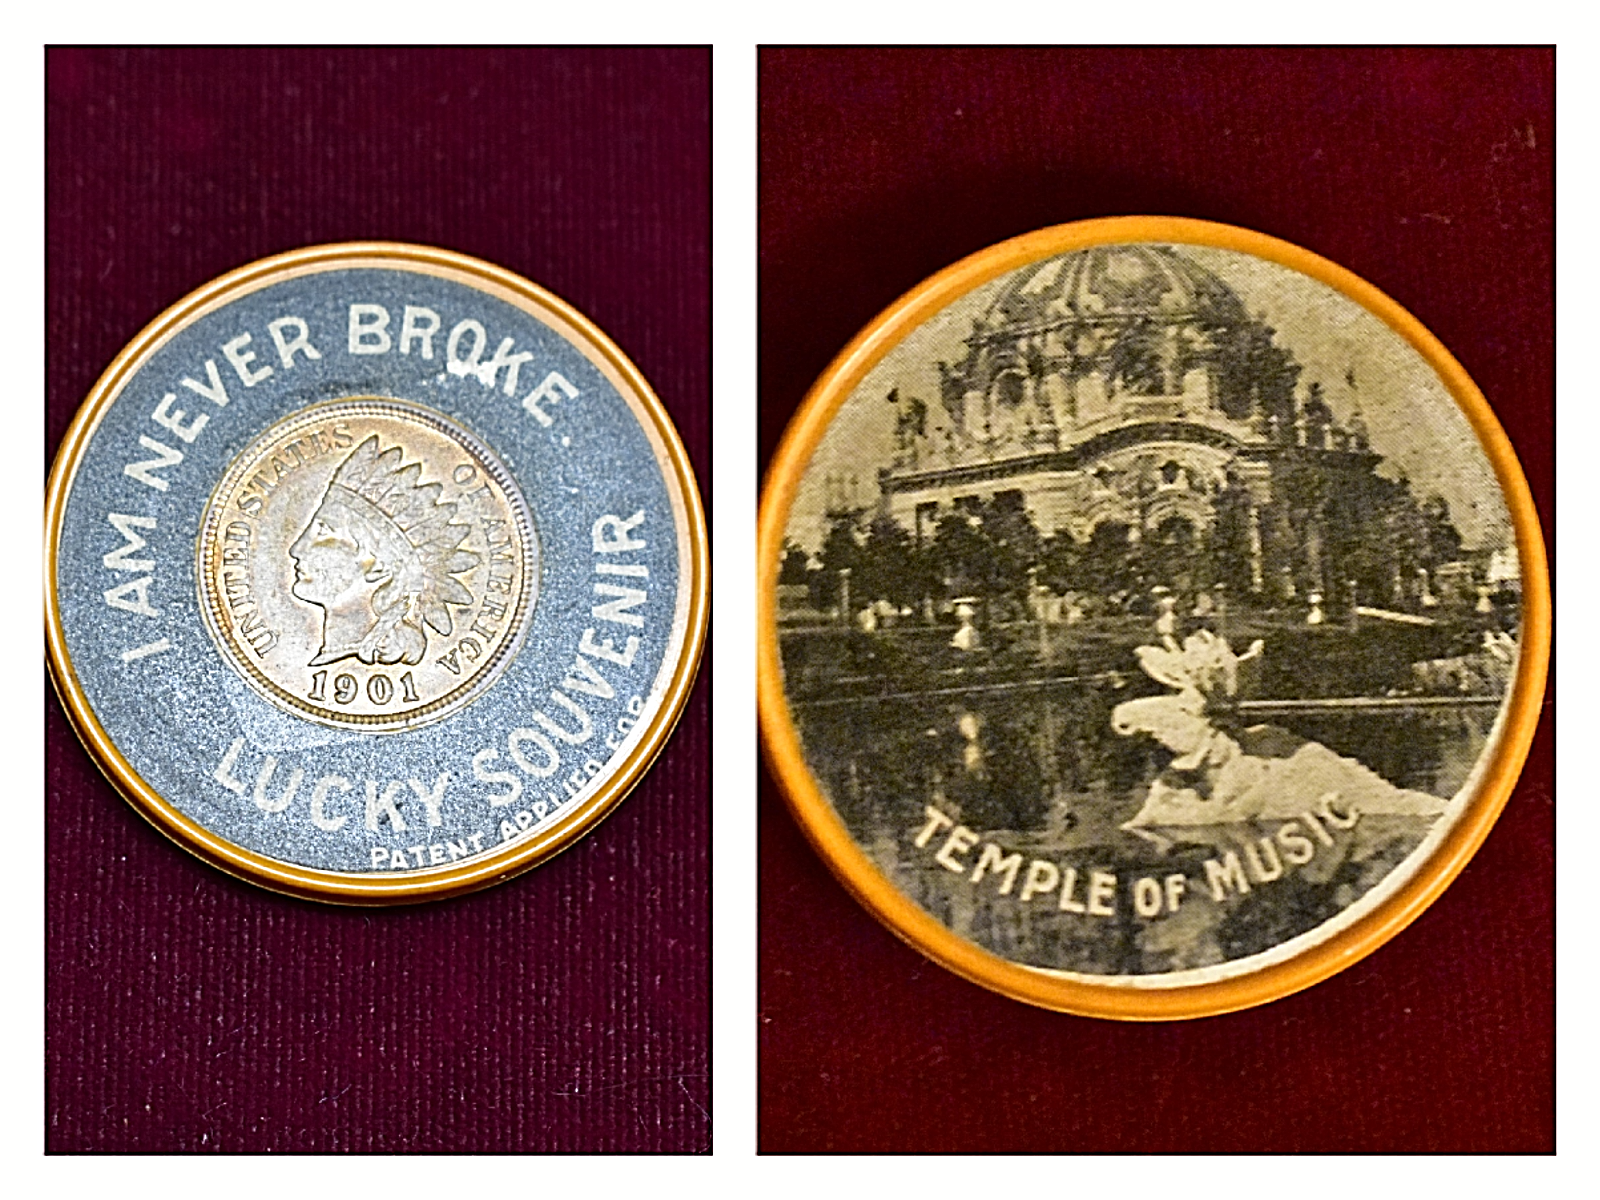 I AM NEVER BROKE.
UNITED STATES OF AMERICA
1901
LUCKY SOUVENIR
PATENT APPLIED FOR
TEMPLE OF MUSIC